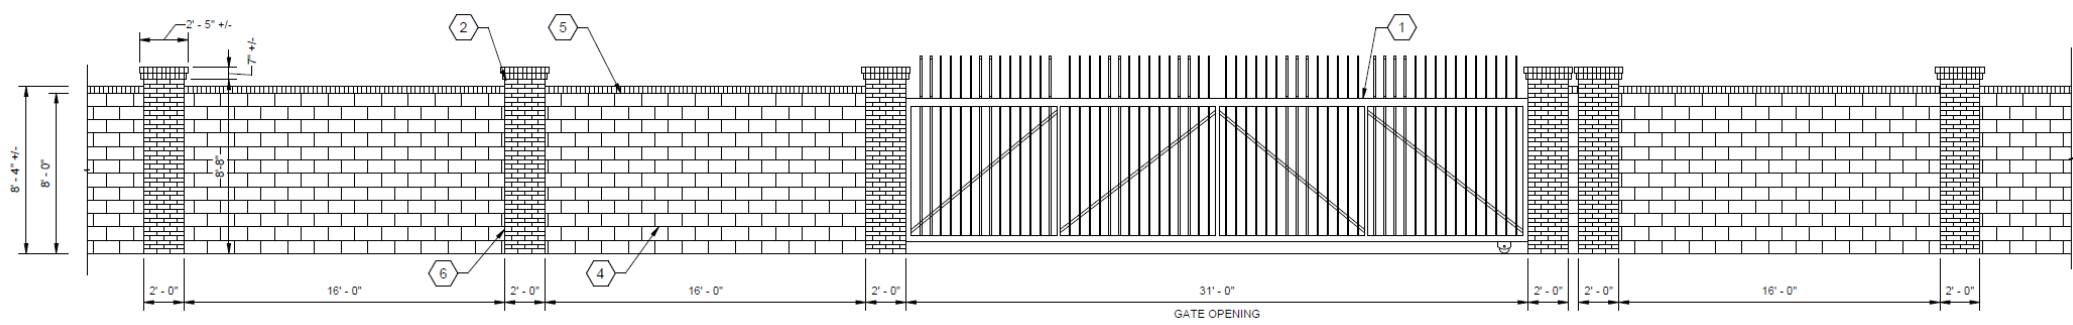 2' - 5" +/-
7" +/-
2
5
1
8' - 4" +/-
8' - 0"
8'-8"
6
4
2' - 0"
16' - 0"
2' - 0"
16' - 0"
2' - 0"
31' - 0"
2' - 0"
2' - 0"
16' - 0"
2' - 0"
GATE OPENING